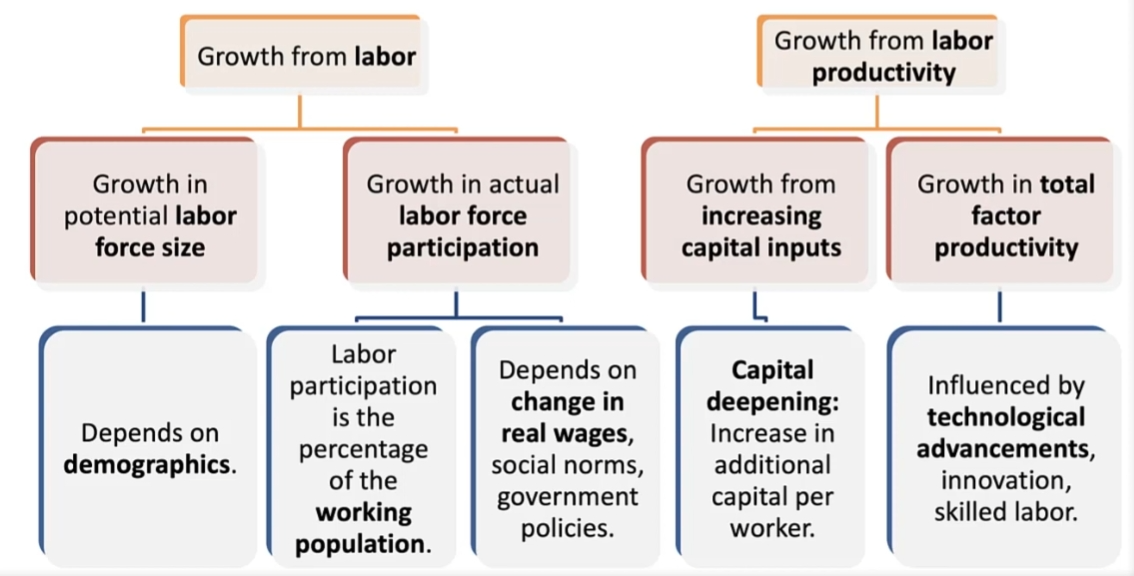 Growth from labor
Growth from labor
productivity
Growth in
potential labor
force size
Growth in actual
labor force
participation
Growth from
increasing
capital inputs
Growth in total
factor
productivity
Depends on
demographics.
Labor
participation
is the
percentage
of the
working
population.
Depends on
change in
real wages,
social norms,
government
policies.
Capital
deepening:
Increase in
additional
capital per
worker.
Influenced by
technological
advancements,
innovation,
skilled labor.